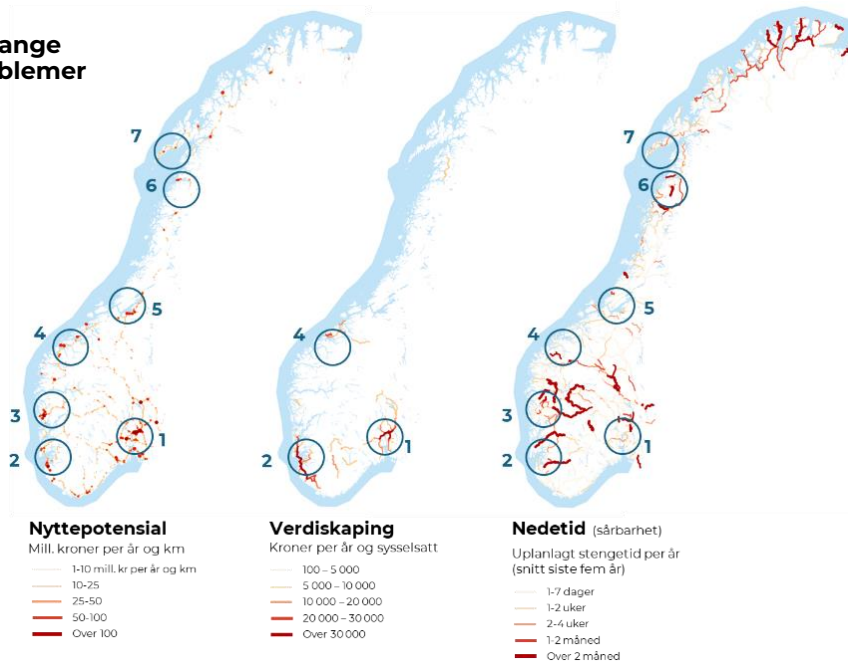 ange
blemer
7
6
5
4
3
2
1
4
2
1
7
6
5
4
3
2
1
Nyttepotensial
Mill. kroner per år og km
1-10 mill. kr per år og km
10-25
25-50
50-100
Over 100
Verdiskaping
Kroner per år og sysselsatt
100 – 5 000
5 000 – 10 000
10 000 – 20 000
20 000 – 30 000
Over 30 000
Nedetid (sårbarhet)
Uplanlagt stengetid per år
(snitt siste fem år)
1-7 dager
1-2 uker
2-4 uker
1-2 måned
Over 2 måned